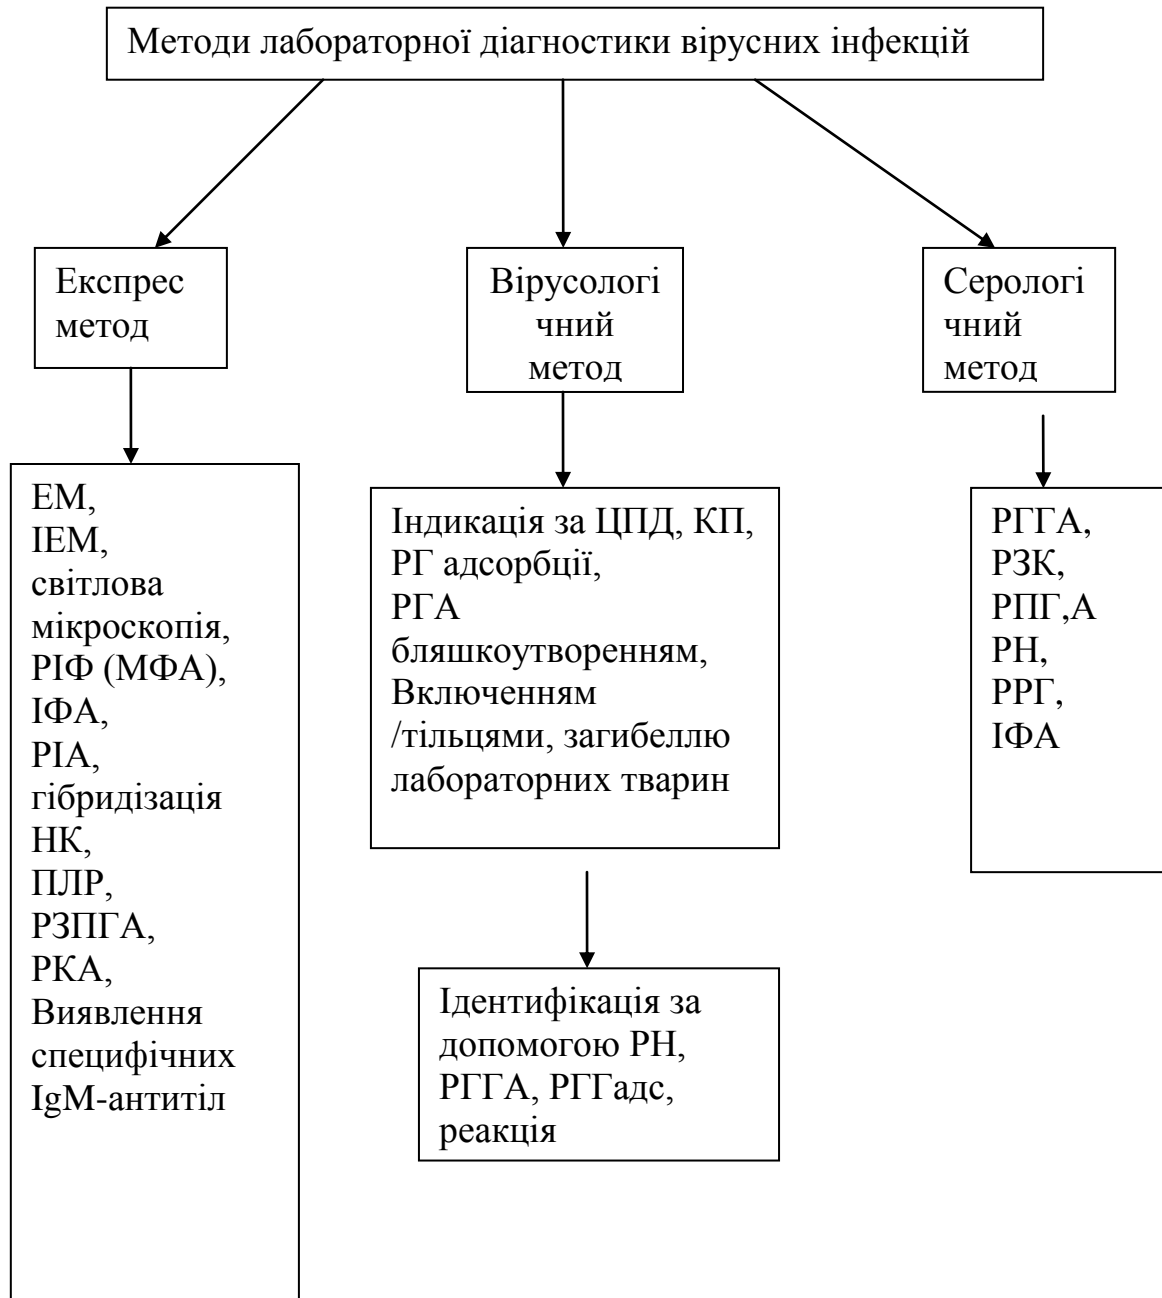 Методи лабораторної діагностики вірусних інфекцій
Експрес
метод
Вірусологі
чний
метод
Серологі
чний
метод
ЕМ,
ІЕМ,
світлова
мікроскопія,
РІФ (МФА),
ІФА,
РІА,
гібридізація
НК,
ПЛР,
РЗПГА,
РКА,
Виявлення
специфічних
IgM-антитіл
Індикація за ЦПД, КП,
РГ адсорбції,
РГА
бляшкоутворенням,
Включенням
/тільцями, загибеллю
лабораторних тварин
Ідентифікація за
допомогою РН,
РГГА, РГГадс,
реакція
РГГА,
РЗК,
РПГ,А
РН,
РРГ,
ІФА